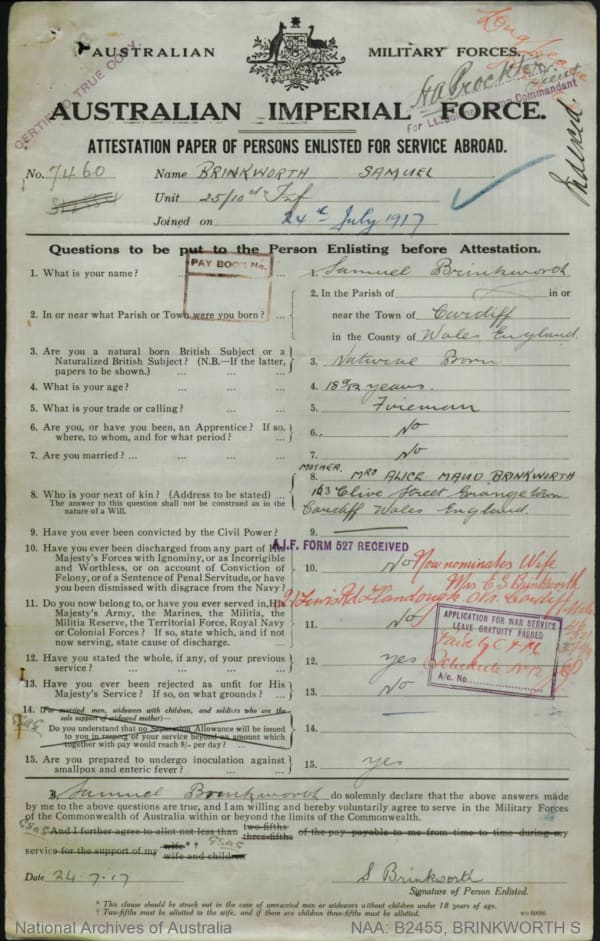 AUSTRALIAN MILITARY FORCES.
CERTIFIED TRUE COPY.
For Lt. Colonel Camp Commandant
Indexed.
AUSTRALIAN IMPERIAL FORCE.
ATTESTATION PAPER OF PERSONS ENLISTED FOR SERVICE ABROAD.
No. 7460 Name BRINKWORTH SAMUEL
Unit 25/10th Inf
Joined on 24th July 1917
Questions to be put to the Person Enlisting before Attestation.
PAY BOOK No.
1. What is your name? ... 1. Samuel Brinkworth
2. In or near what Parish or Town were you born? ... 2. In the Parish of in or
near the Town of Cardiff
in the County of Wales England
3. Are you a natural born British Subject or a
Naturalized British Subject? (N.B.—If the latter,
papers to be shown.) ... ... 3. Natural Born
4. What is your age? ... ... 4. 18 years.
5. What is your trade or calling? ... ... 5. Fireman
6. Are you, or have you been, an Apprentice? If so,
where, to whom, and for what period? ... 6. No
7. Are you married? ... ... ... 7. No
MOTHER.
8. Who is your next of kin? (Address to be stated) ... 8. MRS ALICE MAUD BRINKWORTH
The answer to this question shall not be construed as in the
nature of a Will.
163 Clive Street Grangetown
Cardiff Wales England.
9. Have you ever been convicted by the Civil Power? 9.
A.I.F. FORM 527 RECEIVED
10. Have you ever been discharged from any part of His
Majesty's Forces with Ignominy, or as Incorrigible
and Worthless, or on account of Conviction of
Felony, or of a Sentence of Penal Servitude, or have
you been dismissed with disgrace from the Navy? 10. No
Now nominates Wife
Mrs. E S Brinkworth
Llandough Nr. Cardiff
11. Do you now belong to, or have you ever served in, His
Majesty's Army, the Marines, the Militia, the
Militia Reserve, the Territorial Force, Royal Navy
or Colonial Forces? If so, state which, and if not
now serving, state cause of discharge. ... 11. No
APPLICATION FOR WAR SERVICE
LEAVE GRATUITY PASSED
A/c. No.
12. Have you stated the whole, if any, of your previous
service? ... ... ... 12. yes
13. Have you ever been rejected as unfit for His
Majesty's Service? If so, on what grounds? ... 13. No
14. (For married men, widowers with children, and soldiers who are the
sole support of widowed mother—
Do you understand that no Separation Allowance will be issued
to you in respect of your service beyond an amount which
together with pay would reach 8/- per day? ... 14.
15. Are you prepared to undergo inoculation against
smallpox and enteric fever? ... ... 15. yes
I, Samuel Brinkworth do solemnly declare that the above answers made
by me to the above questions are true, and I am willing and hereby voluntarily agree to serve in the Military Forces
of the Commonwealth of Australia within or beyond the limits of the Commonwealth.
*And I further agree to allot not less than two-fifths three-fifths of the pay payable to me from time to time during my
service for the support of my wife *† wife and children
Date 24.7.17 S Brinkworth
Signature of Person Enlisted.
* This clause should be struck out in the case of unmarried men or widowers without children under 18 years of age.
† Two-fifths must be allotted to the wife, and if there are children three-fifths must be allotted.
National Archives of Australia NAA: B2455, BRINKWORTH S